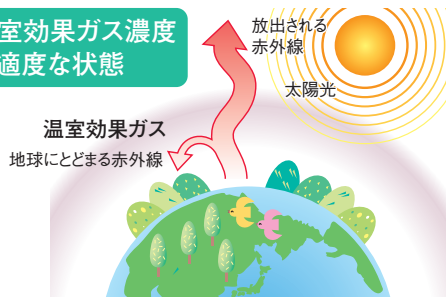 室効果ガス濃度
適度な状態
放出される
赤外線
太陽光
温室効果ガス
地球にとどまる赤外線